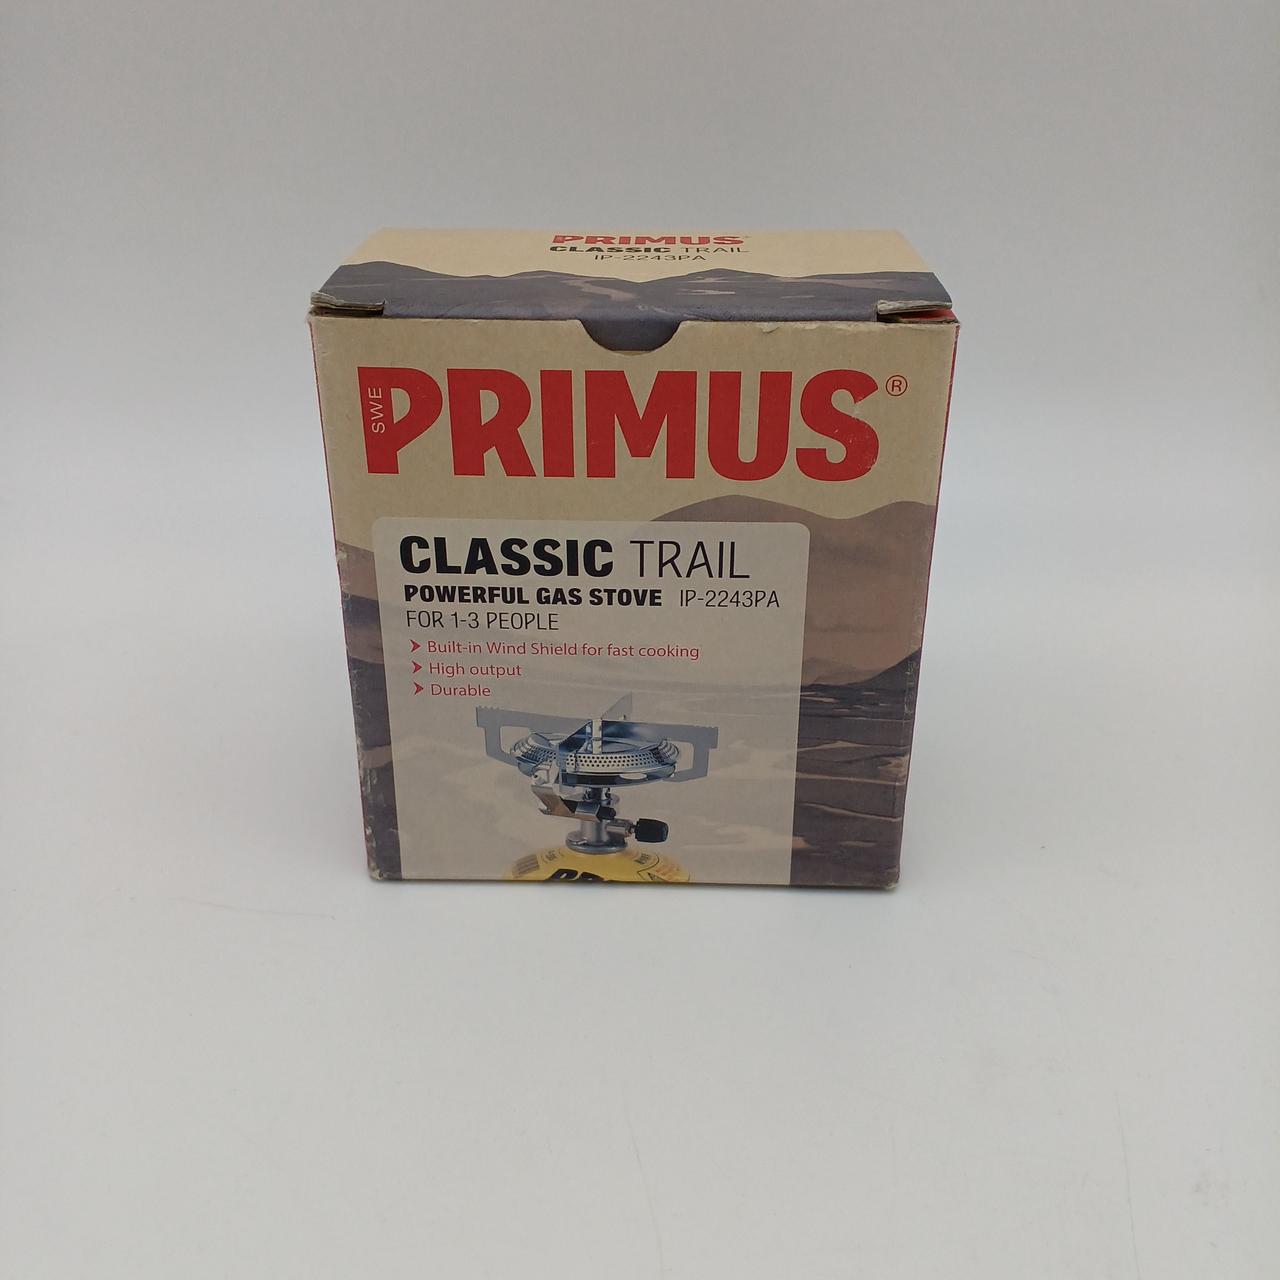 PRIMUS
CLASSIC TRAIL
IP-2243PA
SWE
PRIMUS®
CLASSIC TRAIL
POWERFUL GAS STOVE IP-2243PA
FOR 1-3 PEOPLE
➤ Built-in Wind Shield for fast cooking
➤ High output
➤ Durable